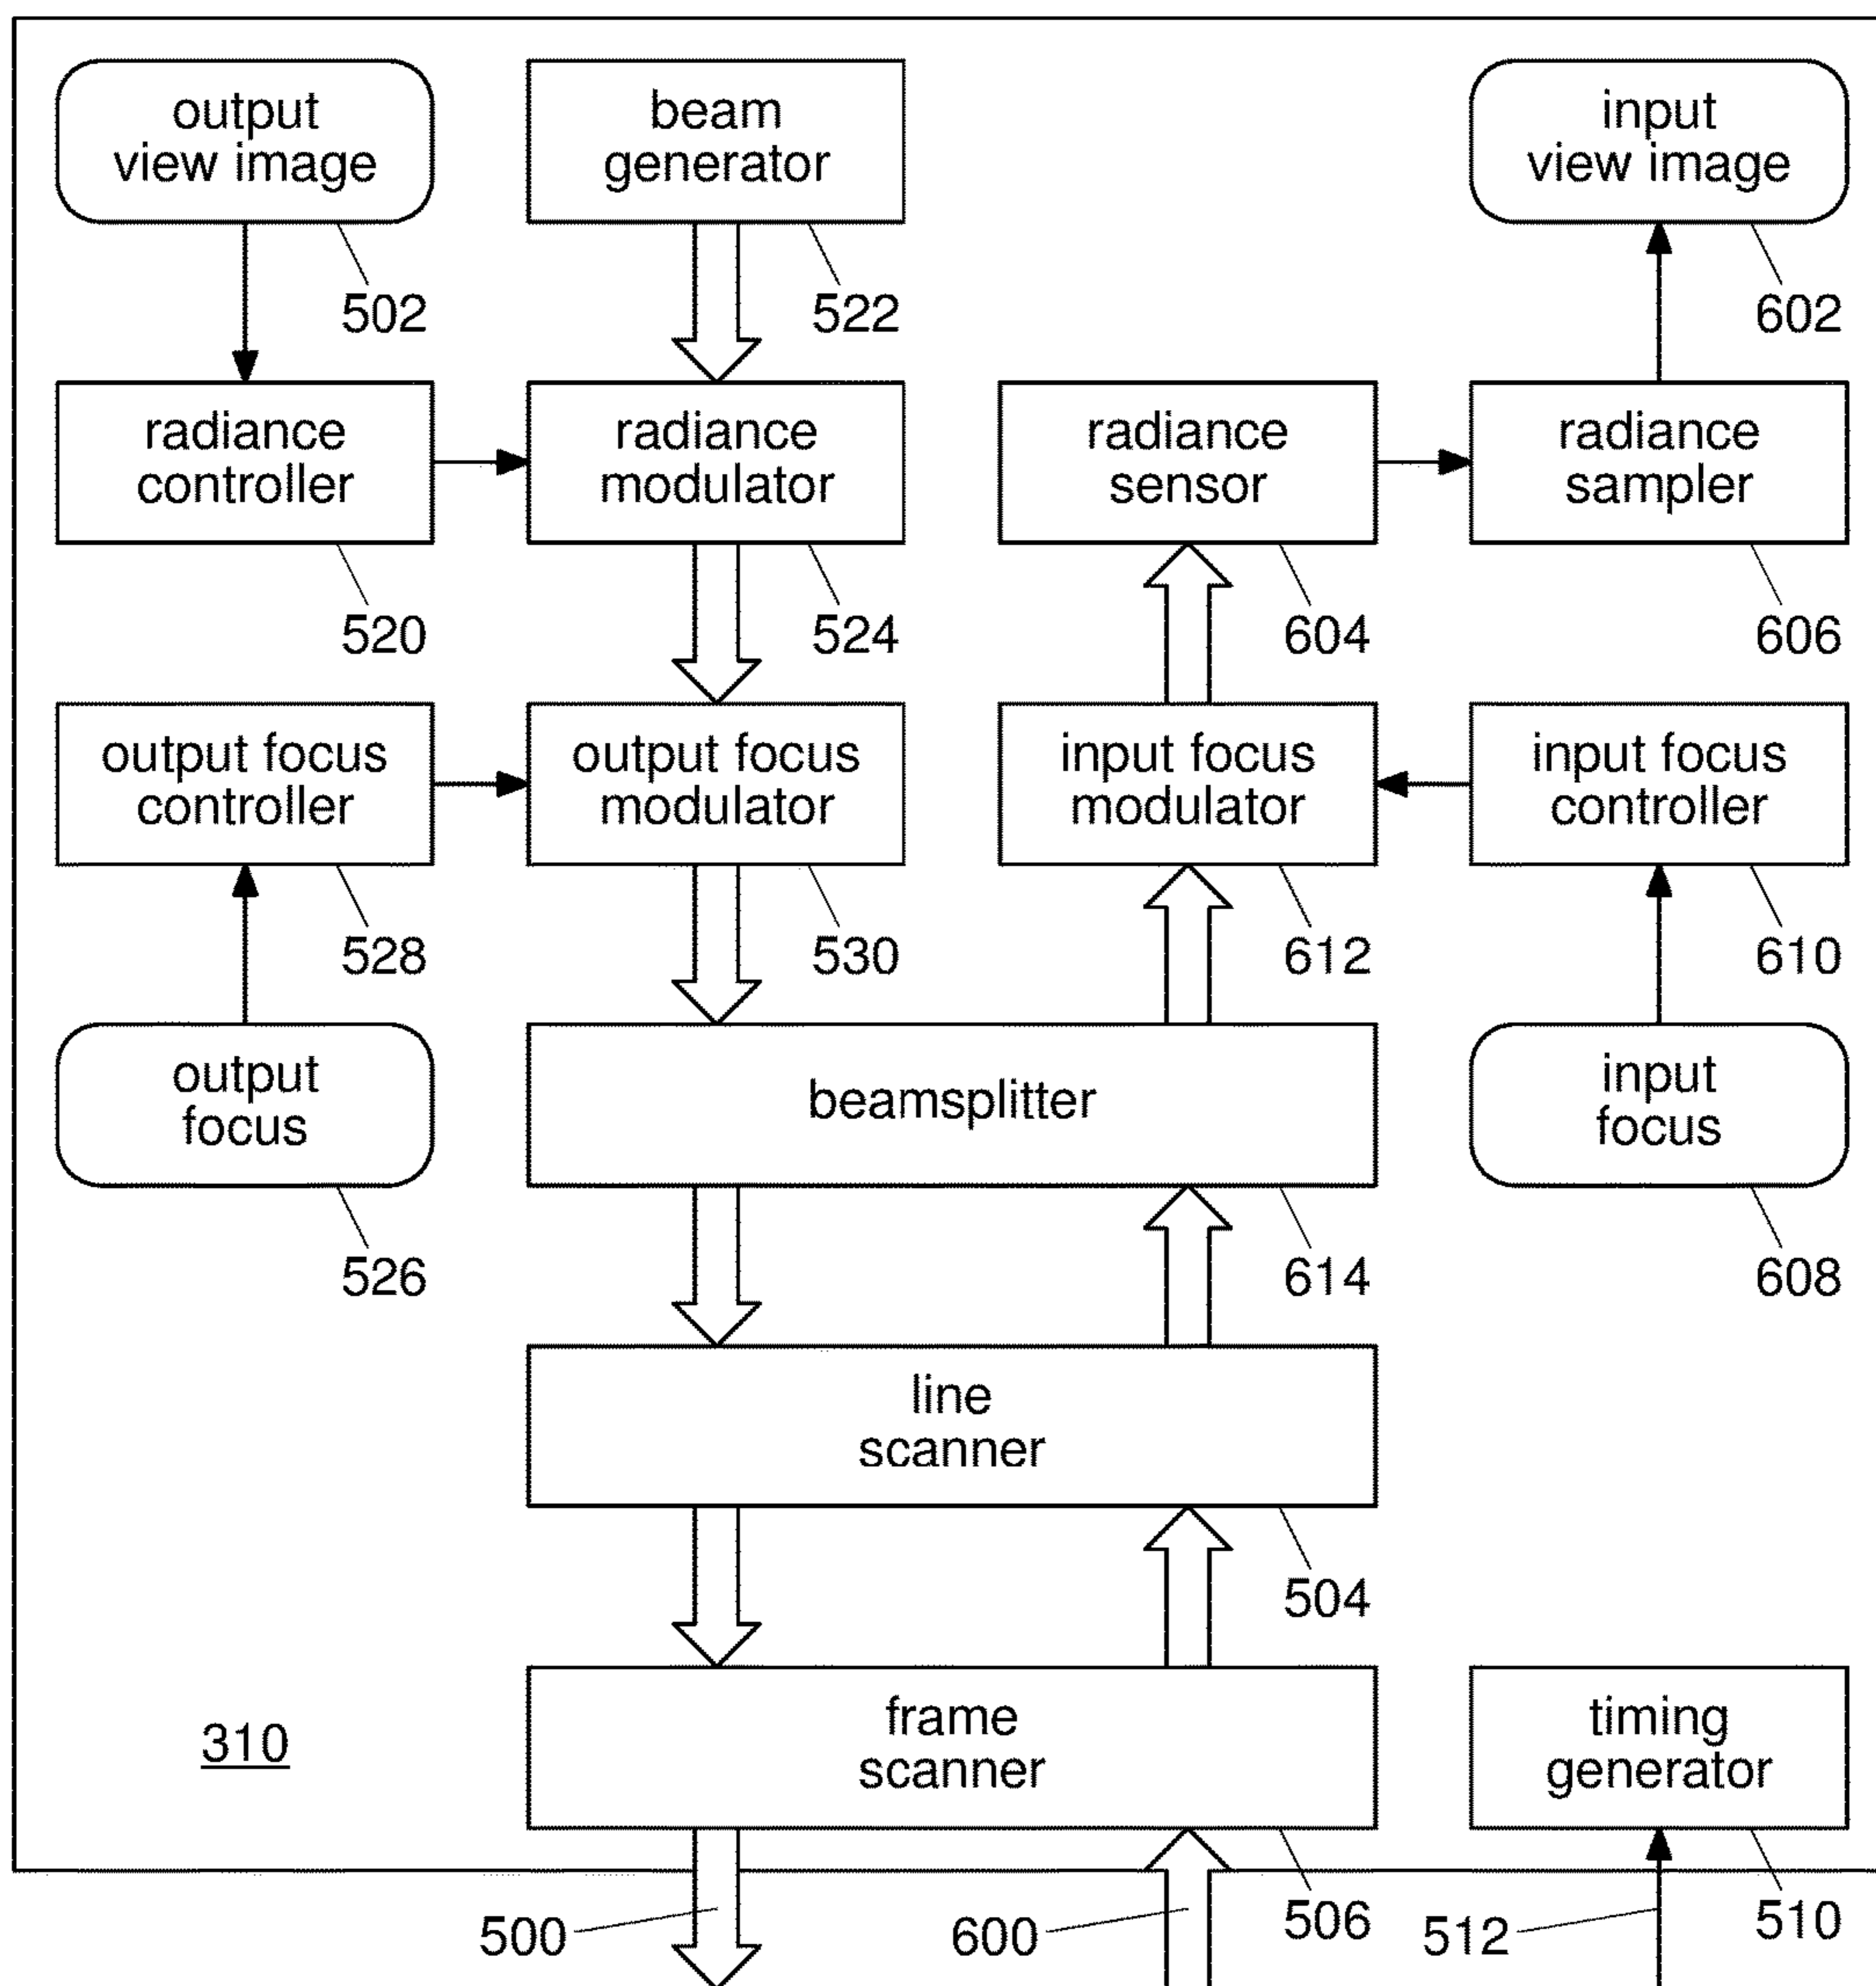 output
view image
beam
generator
input
view image
502
522
602
radiance
controller
radiance
modulator
radiance
sensor
radiance
sampler
520
524
604
606
output focus
controller
output focus
modulator
input focus
modulator
input focus
controller
528
530
612
610
output
focus
beamsplitter
input
focus
526
614
608
line
scanner
504
310
frame
scanner
timing
generator
500
600
506
512
510